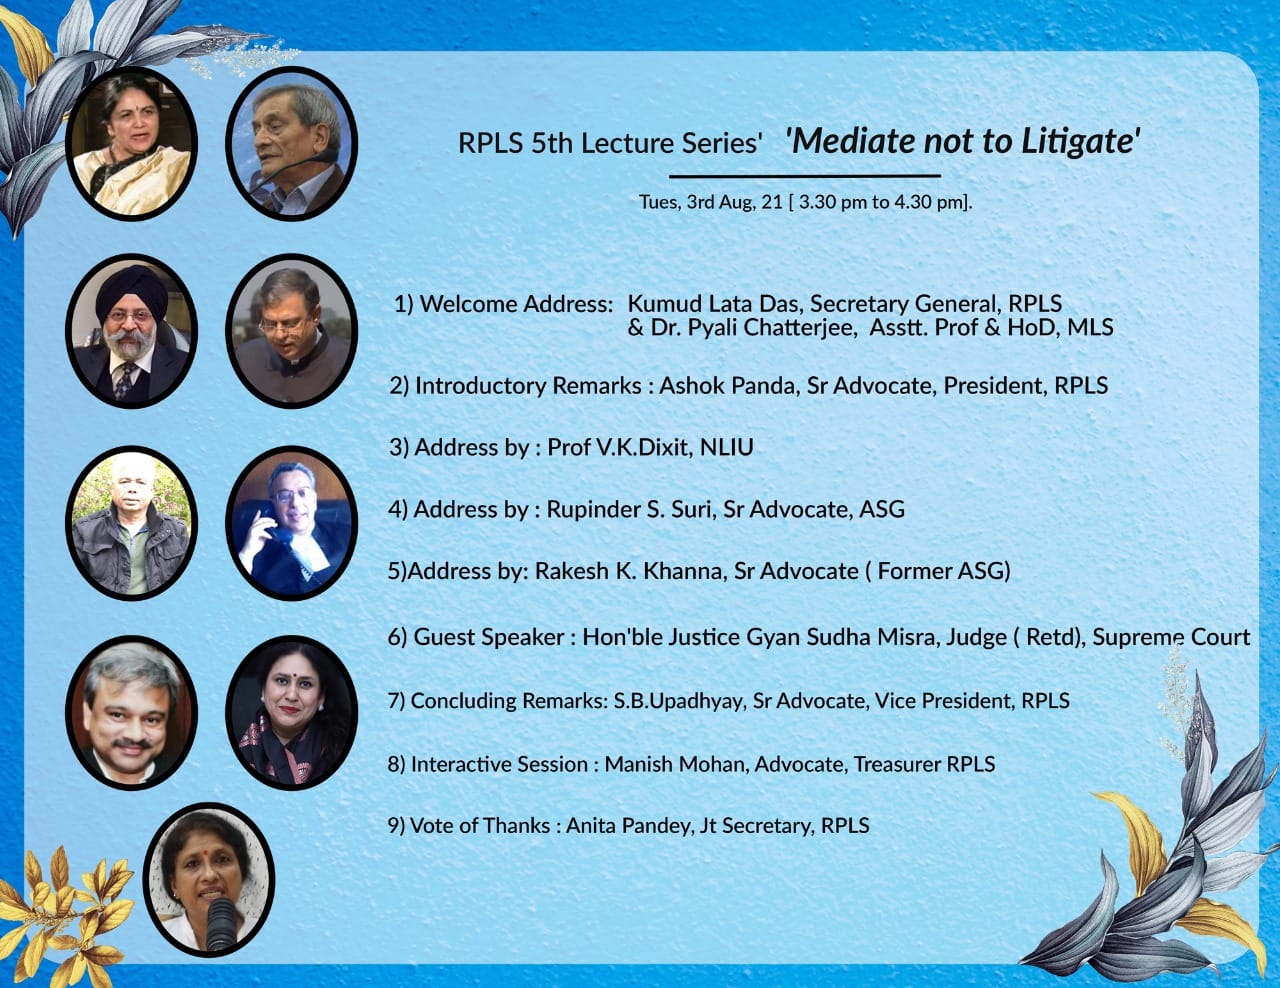 RPLS 5th Lecture Series' 'Mediate not to Litigate'
Tues, 3rd Aug, 21 [ 3.30 pm to 4.30 pm].
1) Welcome Address: Kumud Lata Das, Secretary General, RPLS
& Dr. Pyali Chatterjee, Asstt. Prof & HoD, MLS
2) Introductory Remarks : Ashok Panda, Sr Advocate, President, RPLS
3) Address by : Prof V.K.Dixit, NLIU
4) Address by : Rupinder S. Suri, Sr Advocate, ASG
5)Address by: Rakesh K. Khanna, Sr Advocate ( Former ASG)
6) Guest Speaker : Hon'ble Justice Gyan Sudha Misra, Judge ( Retd), Supreme Court
7) Concluding Remarks: S.B.Upadhyay, Sr Advocate, Vice President, RPLS
8) Interactive Session : Manish Mohan, Advocate, Treasurer RPLS
9) Vote of Thanks : Anita Pandey, Jt Secretary, RPLS